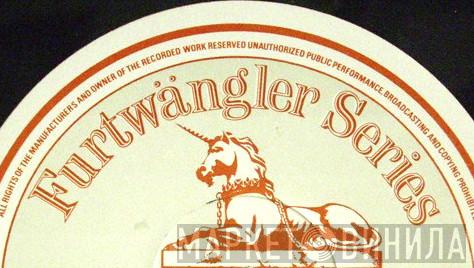 ALL RIGHTS OF THE MANUFACTURERS AND OWNER OF THE RECORDED WORK RESERVED UNAUTHORIZED PUBLIC PERFORMANCE, BROADCASTING AND COPYING PROHIBITED
Furtwängler Series
МАРКЕТ ВИНИЛА